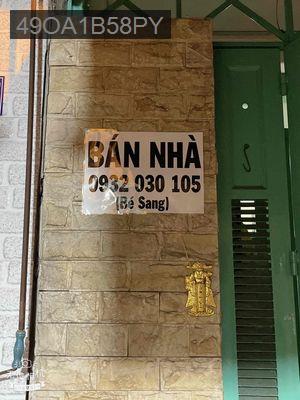 49OA1B58PY
BÁN NHÀ
0932 030 105
(Bé Sang)